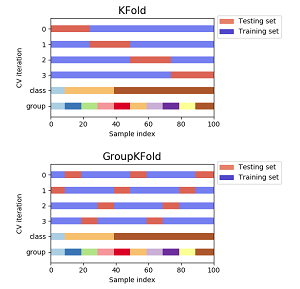 KFold
Testing set
Training set
0
1
2
3
class
group
CV iteration
0 20 40 60 80 100
Sample index
GroupKFold
Testing set
Training set
0
1
2
3
class
group
CV iteration
0 20 40 60 80 100
Sample index